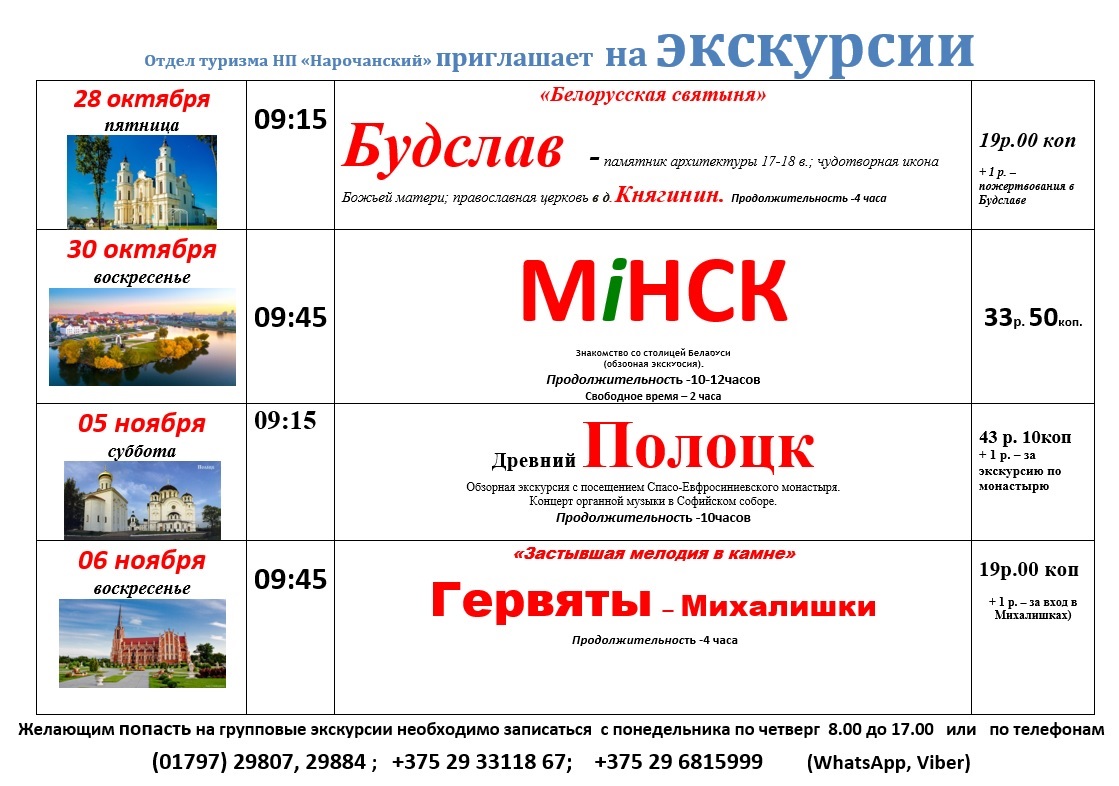 Отдел туризма НП «Нарочанский» приглашает на экскурсии
28 октября
пятница
09:15
«Белорусская святыня»
Будслав - памятник архитектуры 17-18 в.; чудотворная икона
Божьей матери; православная церковь в д. Княгинин. Продолжительность -4 часа
19р.00 коп
+ 1 р. –
пожертвования в
Будславе
30 октября
воскресенье
09:45
МіНСК
Знакомство со столицей Беларуси
(обзорная экскурсия).
Продолжительность -10-12часов
Свободное время – 2 часа
33р. 50коп.
05 ноября
суббота
09:15
Древний Полоцк
Обзорная экскурсия с посещением Спасо-Евфросиниевского монастыря.
Концерт органной музыки в Софийском соборе.
Продолжительность -10часов
43 р. 10коп
+ 1 р. – за
экскурсию по
монастырю
06 ноября
воскресенье
09:45
«Застывшая мелодия в камне»
Гервяты – Михалишки
Продолжительность -4 часа
19р.00 коп
+ 1 р. – за вход в
Михалишках)
Желающим попасть на групповые экскурсии необходимо записаться с понедельника по четверг 8.00 до 17.00 или по телефонам
(01797) 29807, 29884 ; +375 29 33118 67; +375 29 6815999 (WhatsApp, Viber)